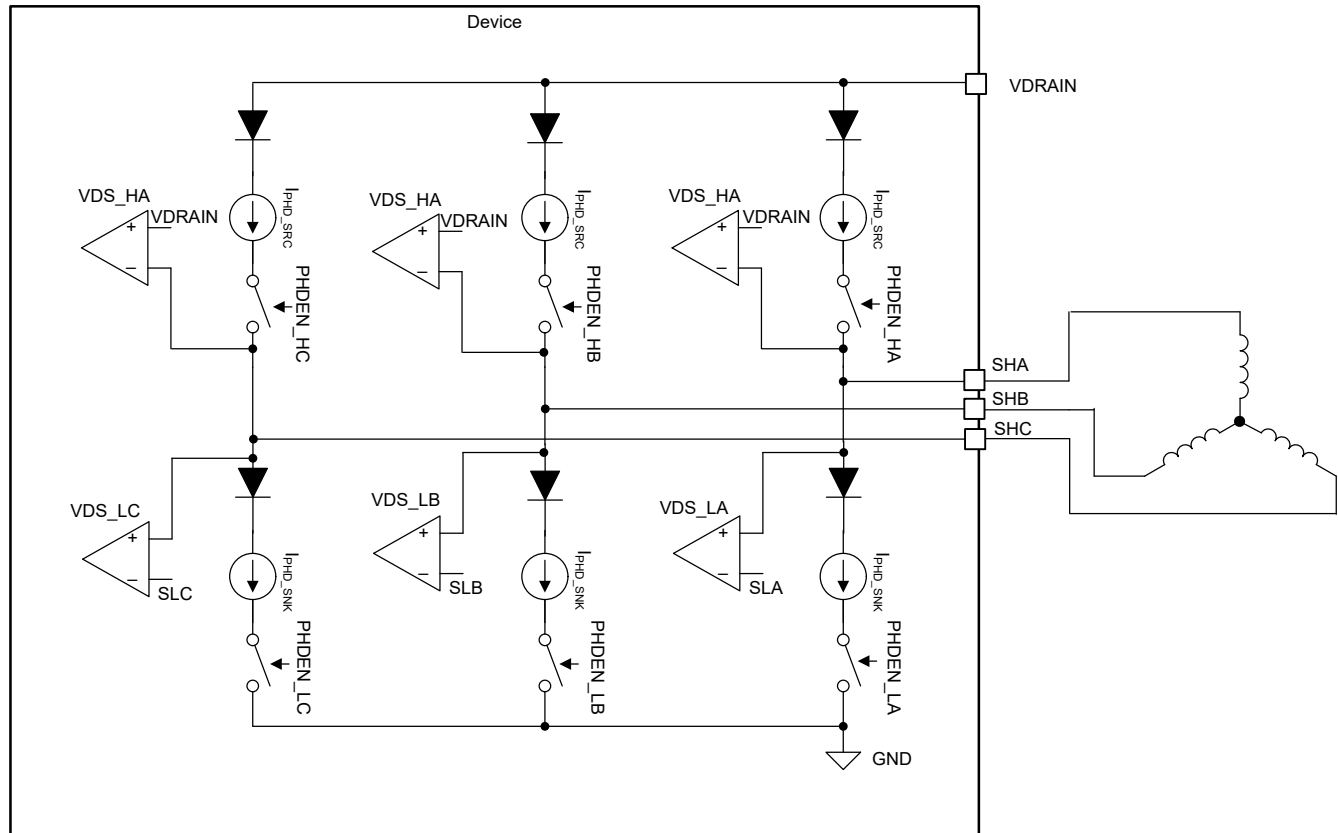 Device
VDRAIN
VDS_HA
VDRAIN
+
−
IPHD_SRC
PHDEN_HC
VDS_HA
VDRAIN
+
−
IPHD_SRC
PHDEN_HB
VDS_HA
VDRAIN
+
−
IPHD_SRC
PHDEN_HA
SHA
SHB
SHC
VDS_LC
+
−
SLC
IPHD_SNK
PHDEN_LC
VDS_LB
+
−
SLB
IPHD_SNK
PHDEN_LB
VDS_LA
+
−
SLA
IPHD_SNK
PHDEN_LA
GND